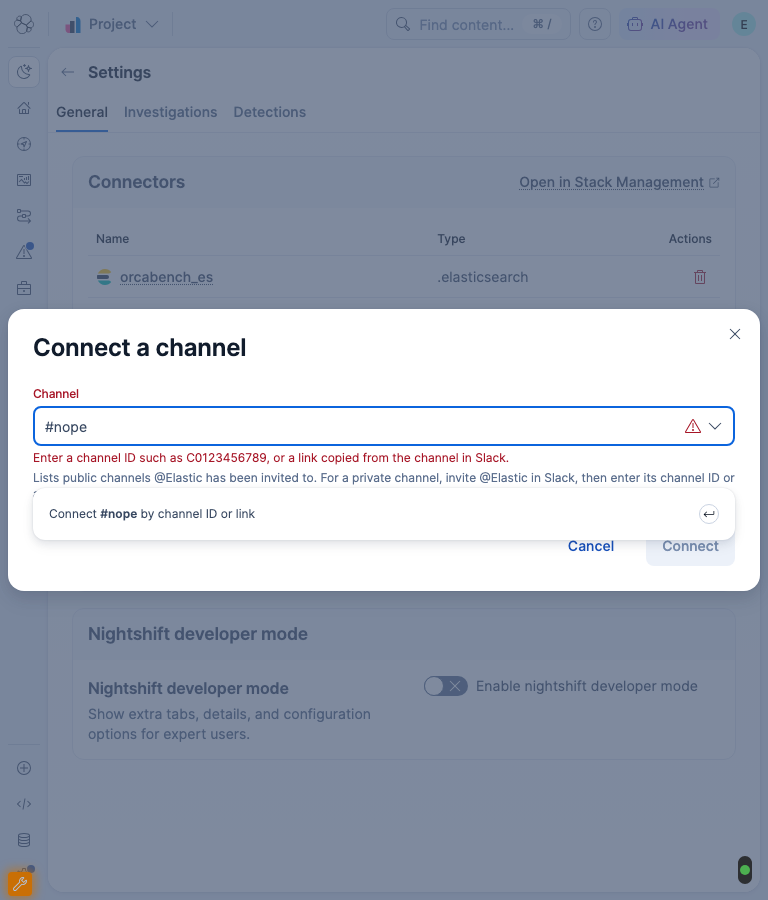 Project
Find content...
⌘ /
AI Agent
E
Settings
General
Investigations
Detections
Connectors
Open in Stack Management
Name
Type
Actions
orcabench_es
.elasticsearch
Connect a channel
Channel
#nope
Enter a channel ID such as C0123456789, or a link copied from the channel in Slack.
Lists public channels @Elastic has been invited to. For a private channel, invite @Elastic in Slack, then enter its channel ID or
Connect #nope by channel ID or link
Cancel
Connect
Nightshift developer mode
Nightshift developer mode
Enable nightshift developer mode
Show extra tabs, details, and configuration
options for expert users.